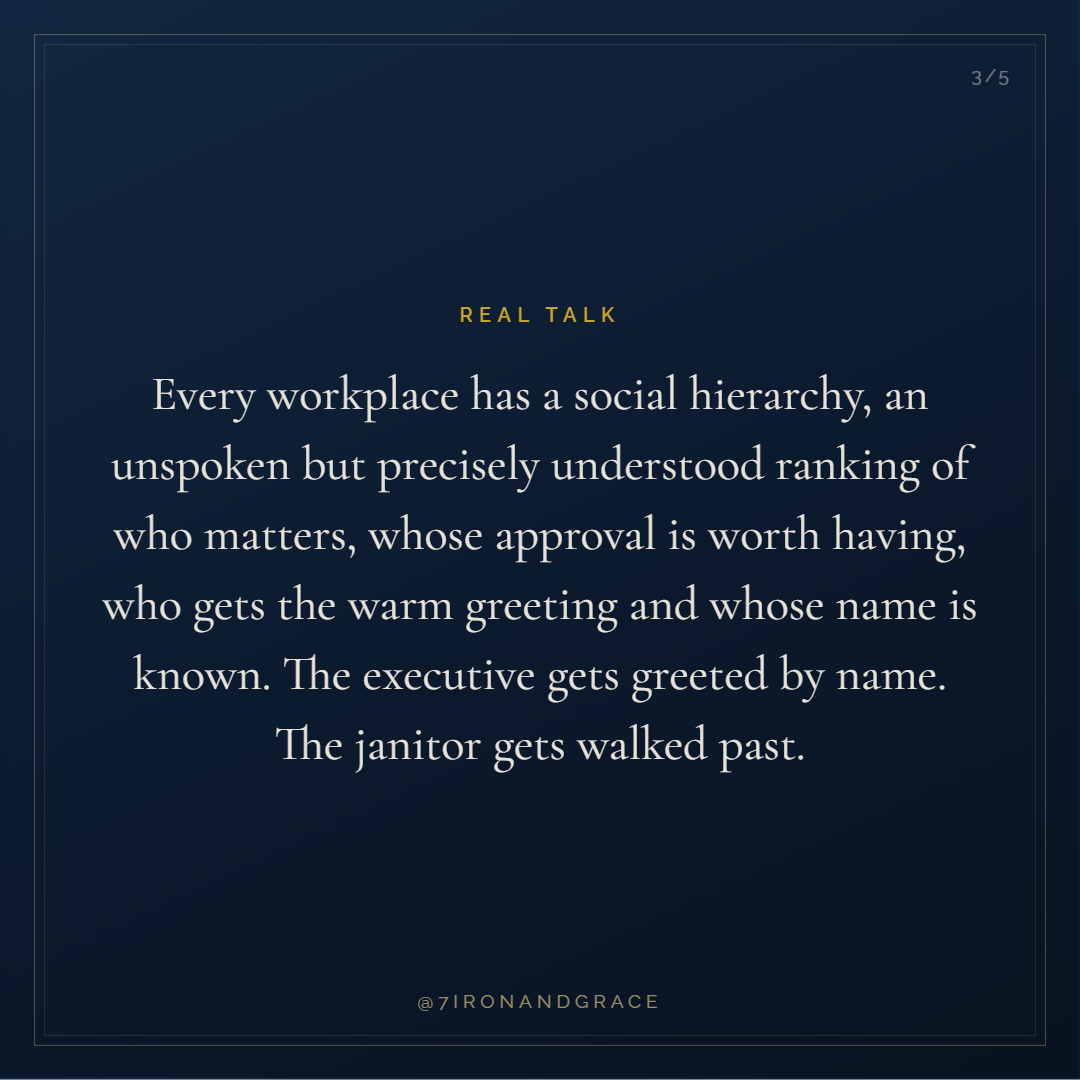 3/5
REAL TALK
Every workplace has a social hierarchy, an
unspoken but precisely understood ranking of
who matters, whose approval is worth having,
who gets the warm greeting and whose name is
known. The executive gets greeted by name.
The janitor gets walked past.
@7IRONANDGRACE